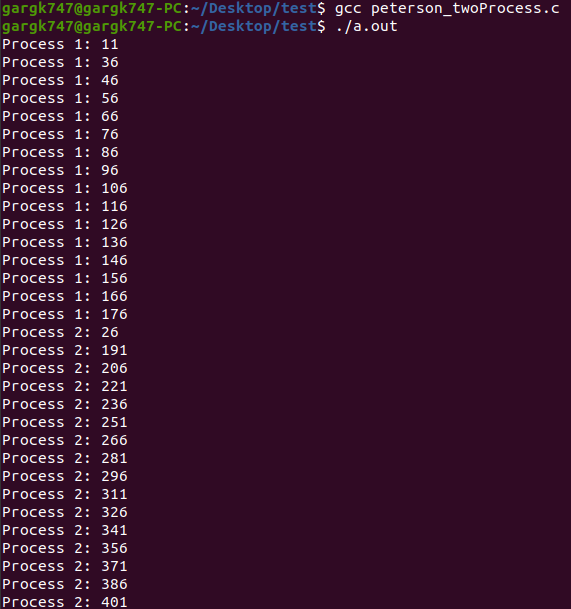 gargk747@gargk747-PC:~/Desktop/test$ gcc peterson_twoProcess.c
gargk747@gargk747-PC:~/Desktop/test$ ./a.out
Process 1: 11
Process 1: 36
Process 1: 46
Process 1: 56
Process 1: 66
Process 1: 76
Process 1: 86
Process 1: 96
Process 1: 106
Process 1: 116
Process 1: 126
Process 1: 136
Process 1: 146
Process 1: 156
Process 1: 166
Process 1: 176
Process 2: 26
Process 2: 191
Process 2: 206
Process 2: 221
Process 2: 236
Process 2: 251
Process 2: 266
Process 2: 281
Process 2: 296
Process 2: 311
Process 2: 326
Process 2: 341
Process 2: 356
Process 2: 371
Process 2: 386
Process 2: 401